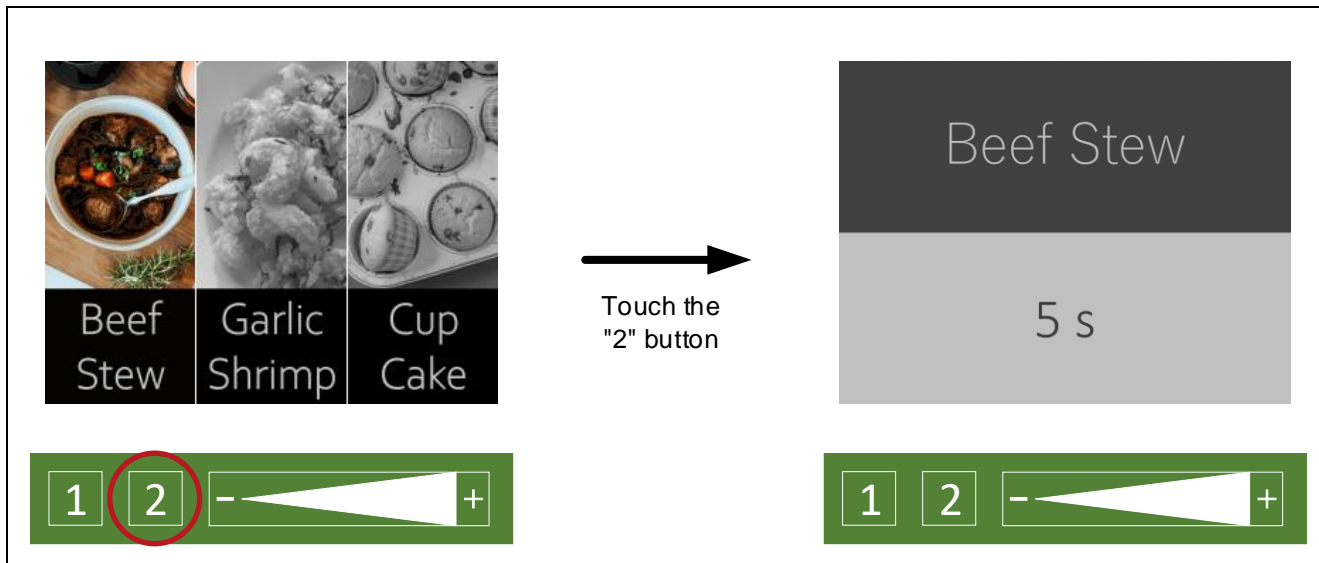 Beef
Stew
Garlic
Shrimp
Cup
Cake
Touch the
"2" button
Beef Stew
5 s
1 2 - +
1 2 - +